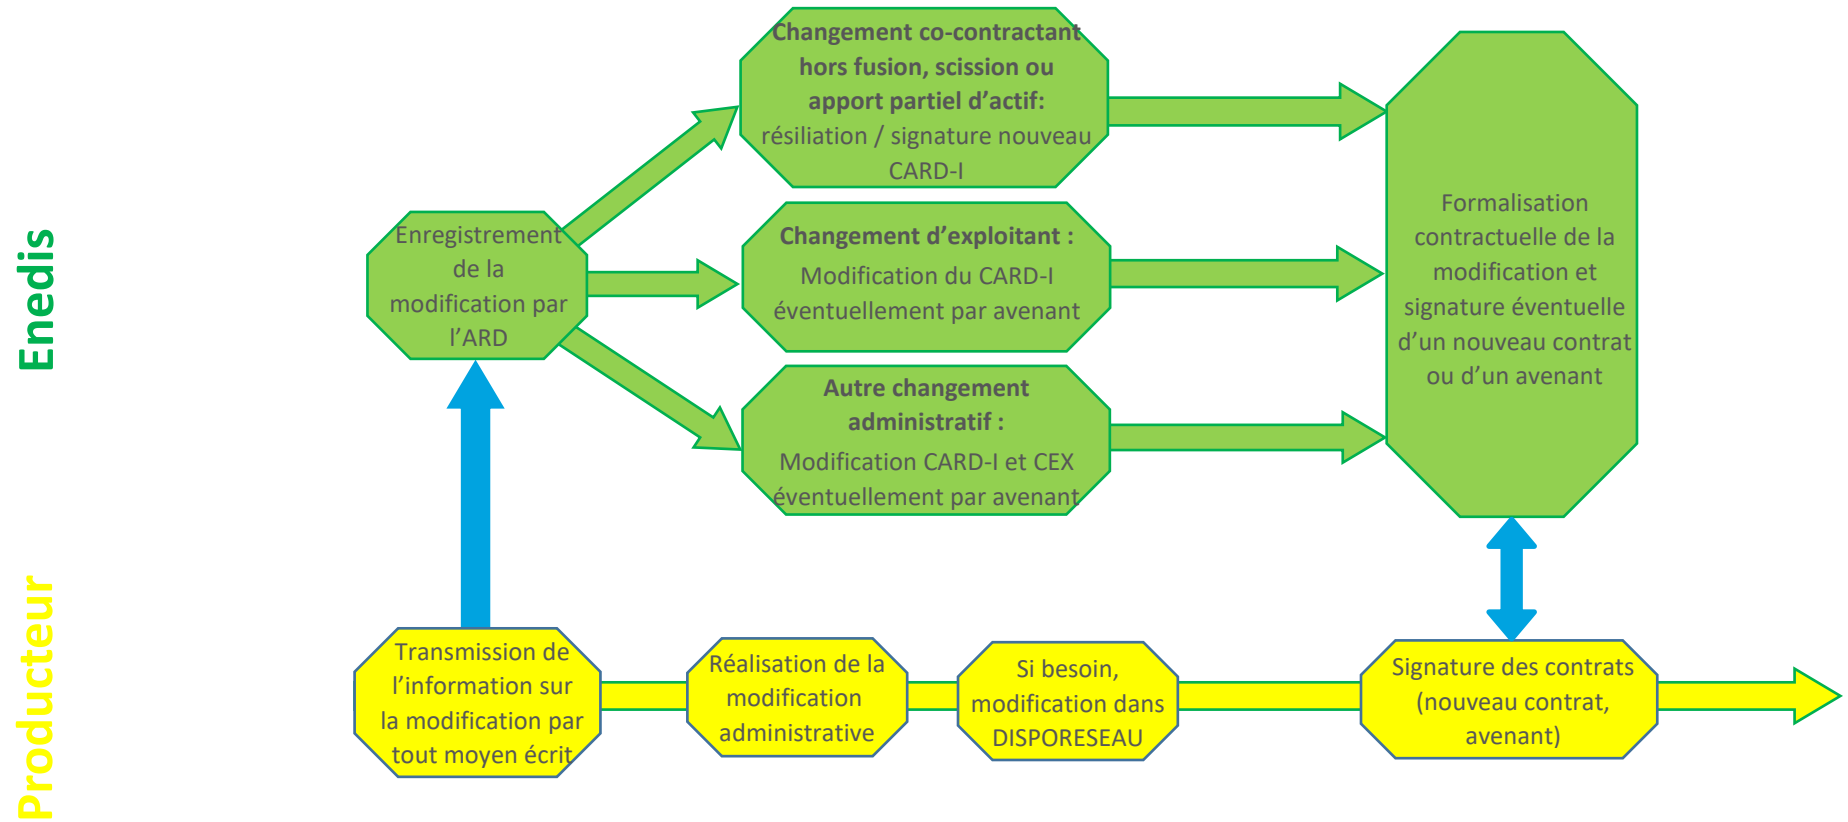 Enedis
Changement co-contractant
hors fusion, scission ou
apport partiel d’actif:
résiliation / signature nouveau
CARD-I
Enregistrement
de la
modification par
l’ARD
Changement d’exploitant :
Modification du CARD-I
éventuellement par avenant
Autre changement
administratif :
Modification CARD-I et CEX
éventuellement par avenant
Formalisation
contractuelle de la
modification et
signature éventuelle
d’un nouveau contrat
ou d’un avenant
Producteur
Transmission de
l’information sur
la modification par
tout moyen écrit
Réalisation de la
modification
administrative
Si besoin,
modification dans
DISPORESEAU
Signature des contrats
(nouveau contrat,
avenant)